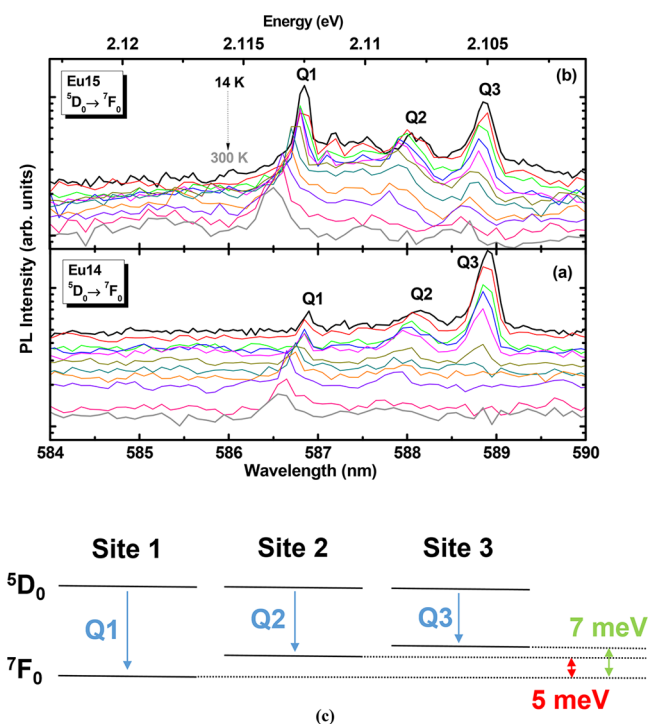 Energy (eV)
2.12 2.115 2.11 2.105
Eu15
⁵D₀→ ⁷F₀
14 K
300 K
Q1
Q2
Q3
(b)
PL Intensity (arb. units)
Eu14
⁵D₀→ ⁷F₀
Q1
Q2
Q3
(a)
584 585 586 587 588 589 590
Wavelength (nm)
Site 1 Site 2 Site 3
⁵D₀
Q1 Q2 Q3
7 meV
⁷F₀
5 meV
(c)